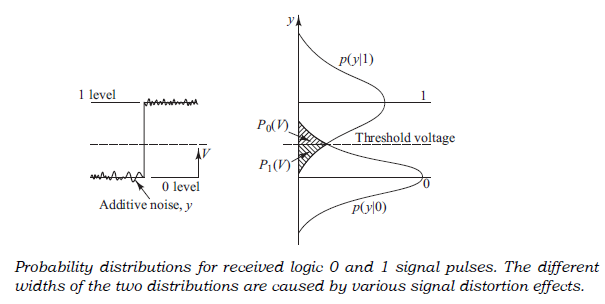 y
p(y|1)
1 level
1
P₀(V)
Threshold voltage
V
P₁(V)
0 level
0
Additive noise, y
p(y|0)
Probability distributions for received logic 0 and 1 signal pulses. The different
widths of the two distributions are caused by various signal distortion effects.